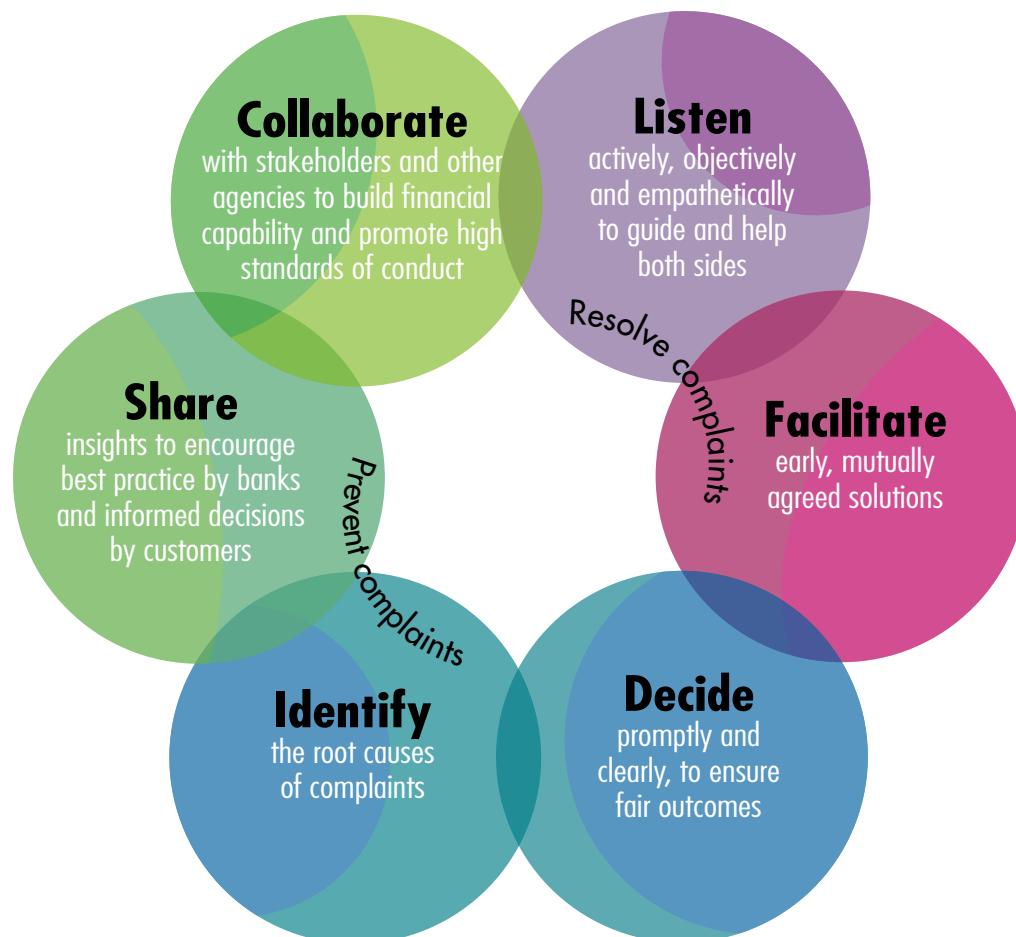 Collaborate
with stakeholders and other
agencies to build financial
capability and promote high
standards of conduct
Listen
actively, objectively
and empathetically
to guide and help
both sides
Resolve complaints
Facilitate
early, mutually
agreed solutions
Share
insights to encourage
best practice by banks
and informed decisions
by customers
Prevent complaints
Identify
the root causes
of complaints
Decide
promptly and
clearly, to ensure
fair outcomes